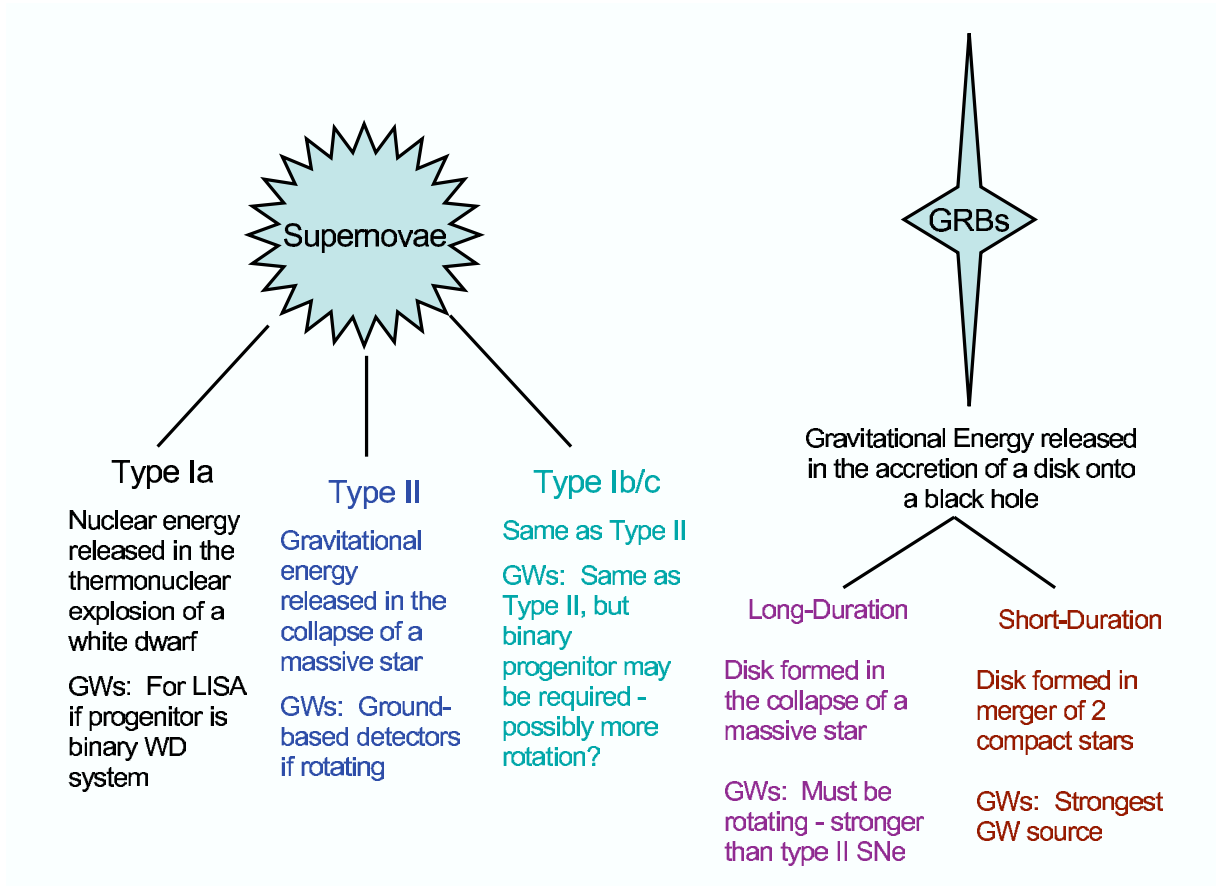 Supernovae
Type Ia
Nuclear energy
released in the
thermonuclear
explosion of a
white dwarf
GWs: For LISA
if progenitor is
binary WD
system
Type II
Gravitational
energy
released in the
collapse of a
massive star
GWs: Ground-
based detectors
if rotating
Type Ib/c
Same as Type II
GWs: Same as
Type II, but
binary
progenitor may
be required -
possibly more
rotation?
GRBs
Gravitational Energy released
in the accretion of a disk onto
a black hole
Long-Duration
Disk formed in
the collapse of a
massive star
GWs: Must be
rotating - stronger
than type II SNe
Short-Duration
Disk formed in
merger of 2
compact stars
GWs: Strongest
GW source